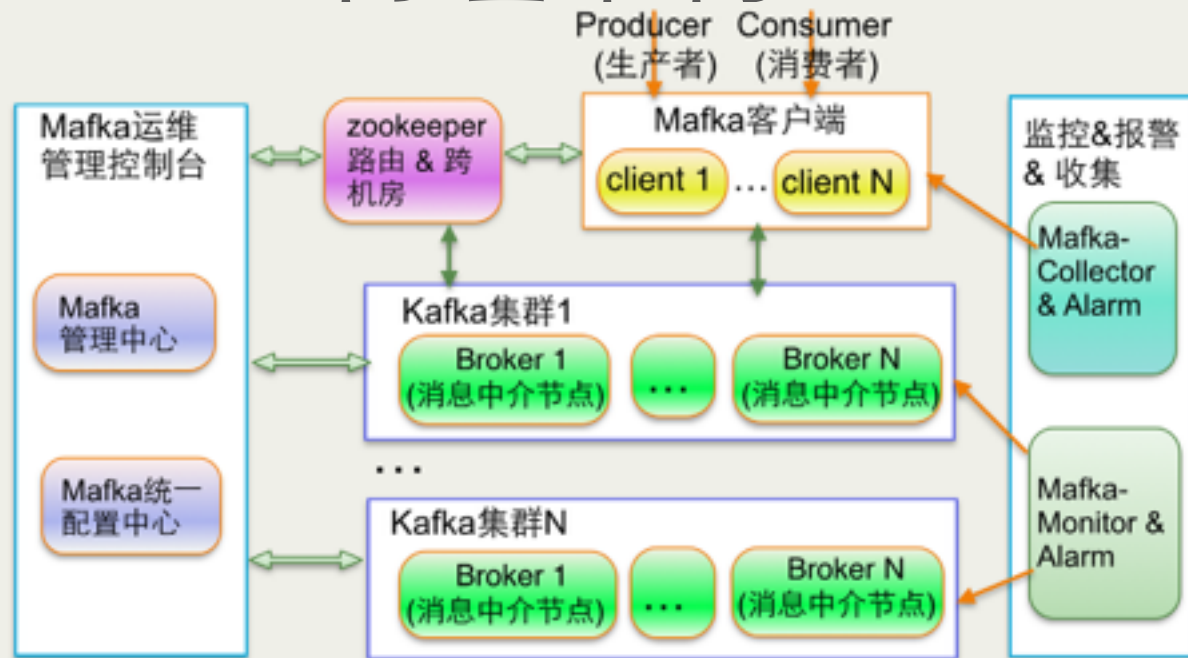 Producer
(生产者)
Consumer
(消费者)
Mafka运维
管理控制台
Mafka
管理中心
Mafka统一
配置中心
zookeeper
路由 & 跨
机房
Mafka客户端
client 1
...
client N
Kafka集群1
Broker 1
(消息中介节点)
...
Broker N
(消息中介节点)
...
Kafka集群N
Broker 1
(消息中介节点)
...
Broker N
(消息中介节点)
监控&报警
& 收集
Mafka-
Collector
& Alarm
Mafka-
Monitor &
Alarm